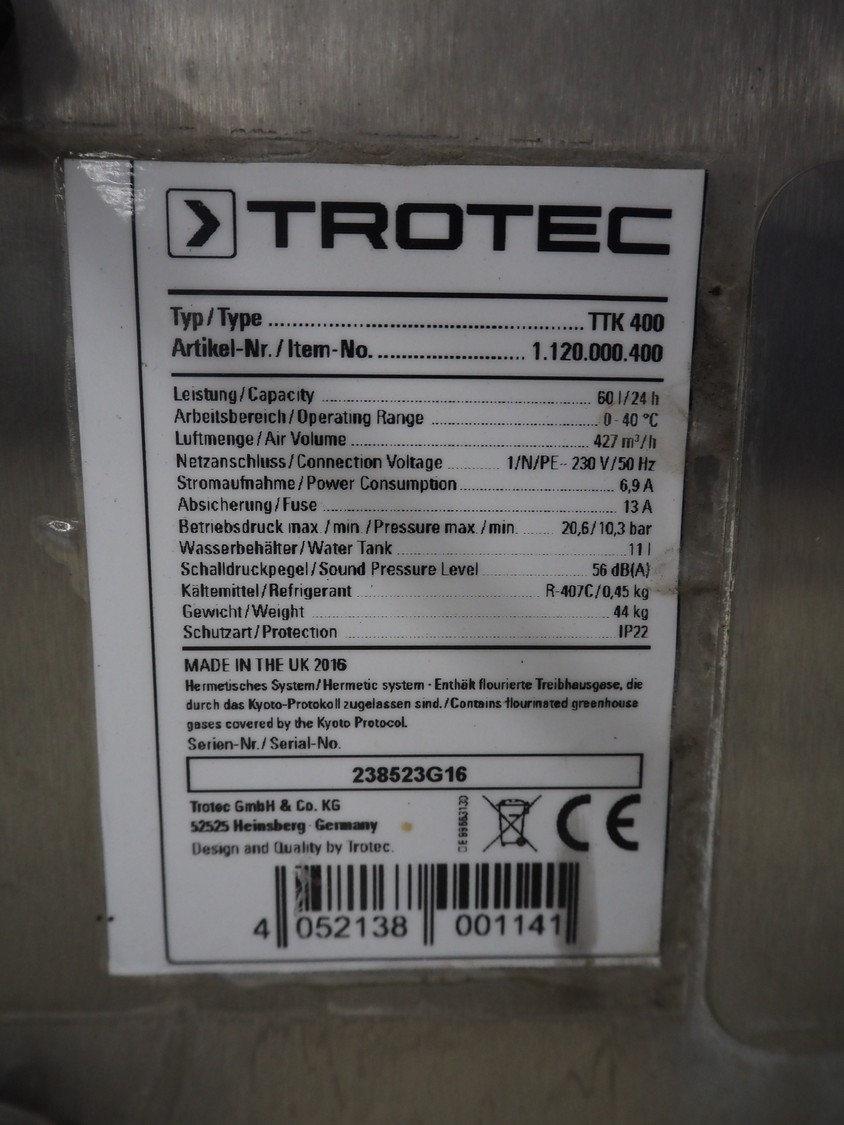 TROTEC
Typ/Type ........ TTK 400
Artikel-Nr./Item-No. ........ 1.120.000.400
Leistung/Capacity ........ 60 l/24 h
Arbeitsbereich/Operating Range ........ 0-40 °C
Luftmenge/Air Volume ........ 427 m³/h
Netzanschluss/Connection Voltage ........ 1/N/PE~ 230 V/50 Hz
Stromaufnahme/Power Consumption ........ 6,9 A
Absicherung/Fuse ........ 13 A
Betriebsdruck max./min./Pressure max./min. ........ 20,6/10,3 bar
Wasserbehälter/Water Tank ........ 11 l
Schalldruckpegel/Sound Pressure Level ........ 56 dB(A)
Kältemittel/Refrigerant ........ R-407C/0,45 kg
Gewicht/Weight ........ 44 kg
Schutzart/Protection ........ IP22
MADE IN THE UK 2016
Hermetisches System/Hermetic system - Enthält flourierte Treibhausgase, die
durch das Kyoto-Protokoll zugelassen sind./Contains flourinated greenhouse
gases covered by the Kyoto Protocol.
Serien-Nr./Serial-No.
238523G16
Trotec GmbH & Co. KG
52525 Heinsberg · Germany
Design and Quality by Trotec.
CE
4 052138 001141